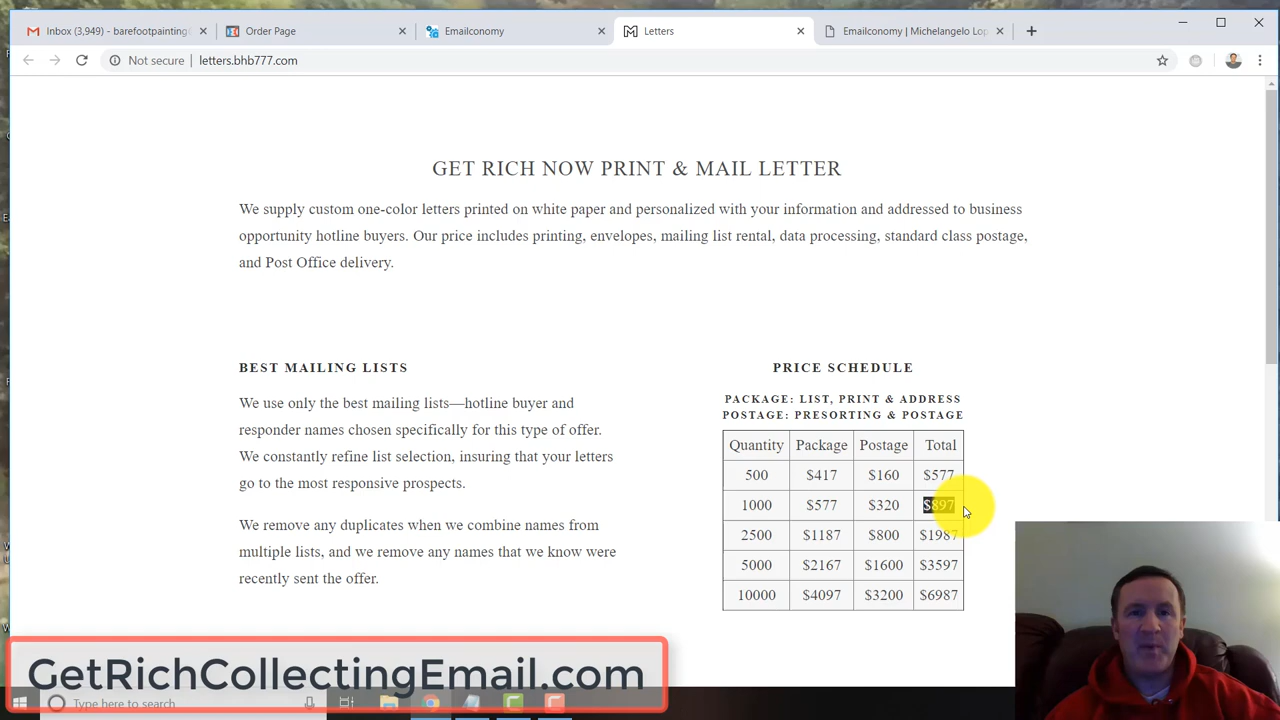 Inbox (3,949) - barefootpainting
Order Page
Emailconomy
Letters
Emailconomy | Michelangelo Lop
Not secure | letters.bhb777.com
GET RICH NOW PRINT & MAIL LETTER
We supply custom one-color letters printed on white paper and personalized with your information and addressed to business
opportunity hotline buyers. Our price includes printing, envelopes, mailing list rental, data processing, standard class postage,
and Post Office delivery.
BEST MAILING LISTS
We use only the best mailing lists—hotline buyer and
responder names chosen specifically for this type of offer.
We constantly refine list selection, insuring that your letters
go to the most responsive prospects.
We remove any duplicates when we combine names from
multiple lists, and we remove any names that we know were
recently sent the offer.
PRICE SCHEDULE
PACKAGE: LIST, PRINT & ADDRESS
POSTAGE: PRESORTING & POSTAGE
Quantity Package Postage Total
500 $417 $160 $577
1000 $577 $320 $897
2500 $1187 $800 $1987
5000 $2167 $1600 $3597
10000 $4097 $3200 $6987
GetRichCollectingEmail.com
Type here to search